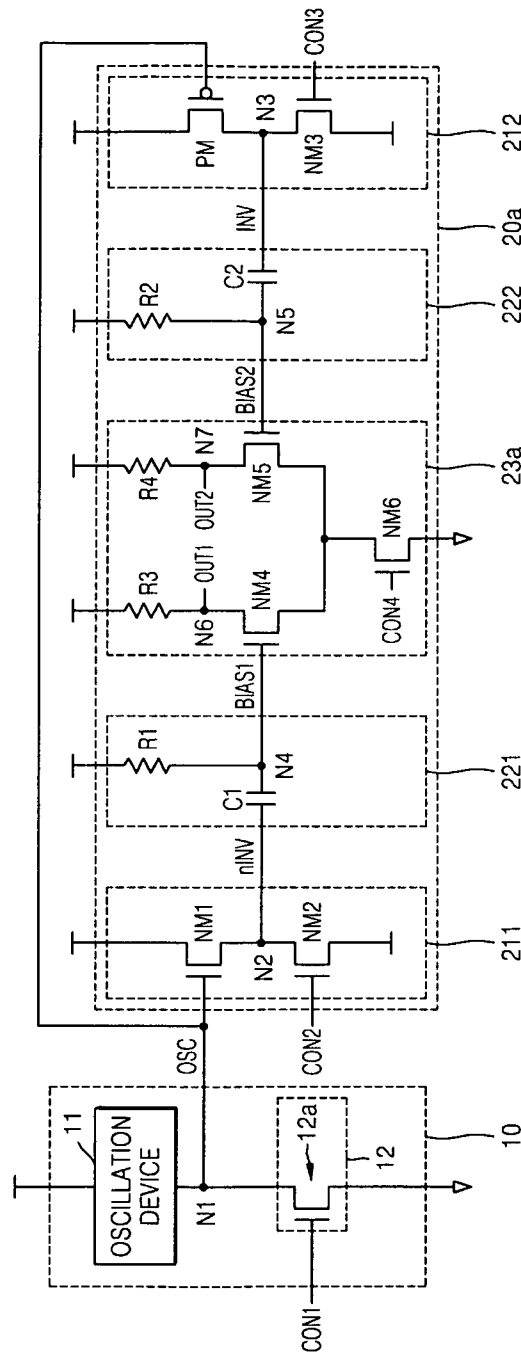 11
OSCILLATION
DEVICE
N1
12a
12
CON1
10
OSC
NM1
N2
NM2
CON2
211
nINV
R1
C1
N4
221
BIAS1
R3
R4
N6
OUT1
OUT2
N7
NM4
NM5
CON4
NM6
23a
BIAS2
R2
C2
N5
222
INV
PM
N3
NM3
CON3
212
20a